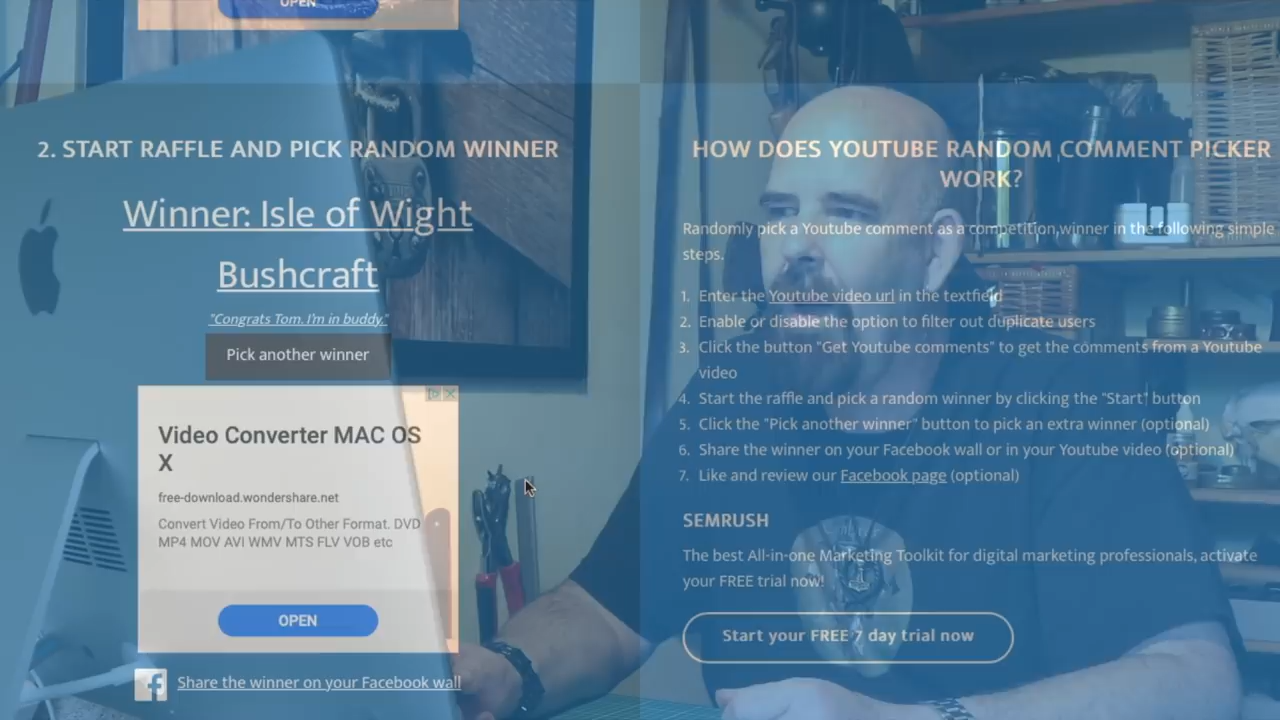 OPEN
2. START RAFFLE AND PICK RANDOM WINNER
Winner: Isle of Wight
Bushcraft
"Congrats Tom. I'm in buddy."
Pick another winner
Video Converter MAC OS
X
free-download.wondershare.net
Convert Video From/To Other Format. DVD
MP4 MOV AVI WMV MTS FLV VOB etc
OPEN
Share the winner on your Facebook wall
HOW DOES YOUTUBE RANDOM COMMENT PICKER
WORK?
Randomly pick a Youtube comment as a competition winner in the following simple
steps.
1. Enter the Youtube video url in the textfield
2. Enable or disable the option to filter out duplicate users
3. Click the button "Get Youtube comments" to get the comments from a Youtube
video
4. Start the raffle and pick a random winner by clicking the "Start" button
5. Click the "Pick another winner" button to pick an extra winner (optional)
6. Share the winner on your Facebook wall or in your Youtube video (optional)
7. Like and review our Facebook page (optional)
SEMRUSH
The best All-in-one Marketing Toolkit for digital marketing professionals, activate
your FREE trial now!
Start your FREE 7 day trial now